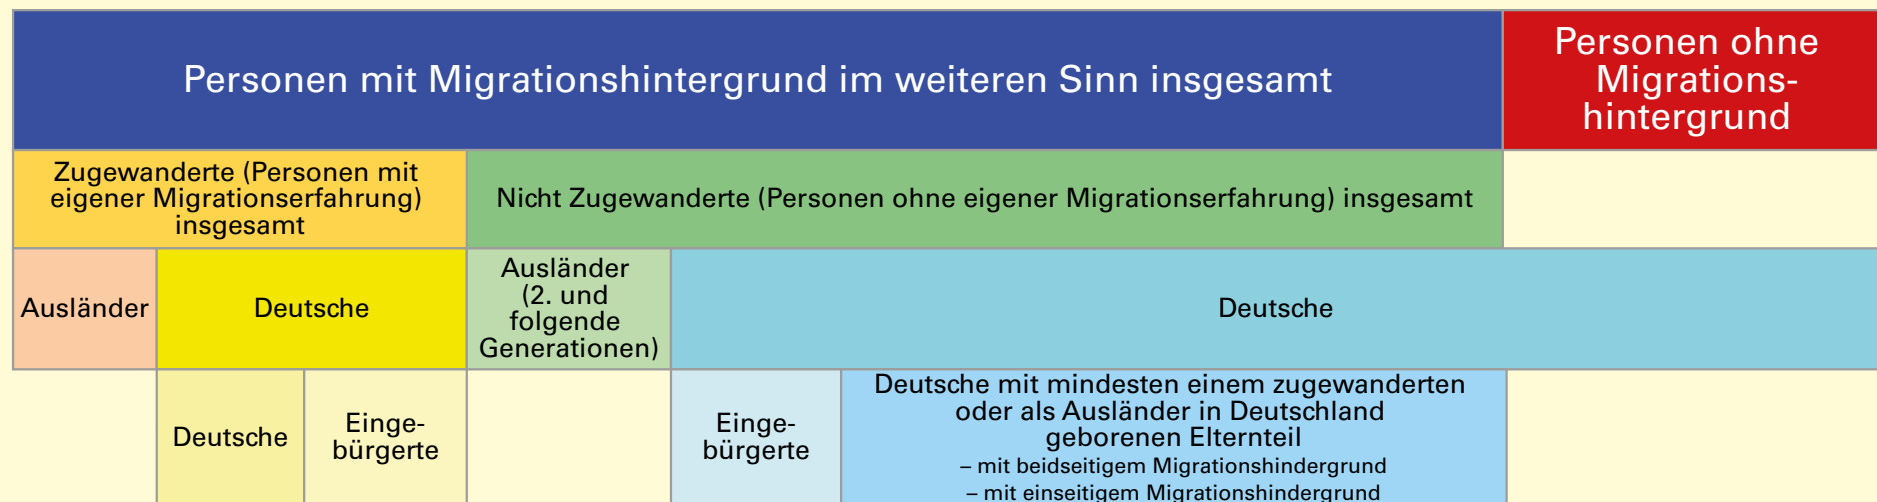 Personen mit Migrationshintergrund im weiteren Sinn insgesamt
Personen ohne
Migrations-
hintergrund
Zugewanderte (Personen mit
eigener Migrationserfahrung)
insgesamt
Nicht Zugewanderte (Personen ohne eigener Migrationserfahrung) insgesamt
Ausländer
Deutsche
Ausländer
(2. und
folgende
Generationen)
Deutsche
Deutsche
Einge-
bürgerte
Einge-
bürgerte
Deutsche mit mindesten einem zugewanderten
oder als Ausländer in Deutschland
geborenen Elternteil
– mit beidseitigem Migrationshindergrund
– mit einseitigem Migrationshindergrund